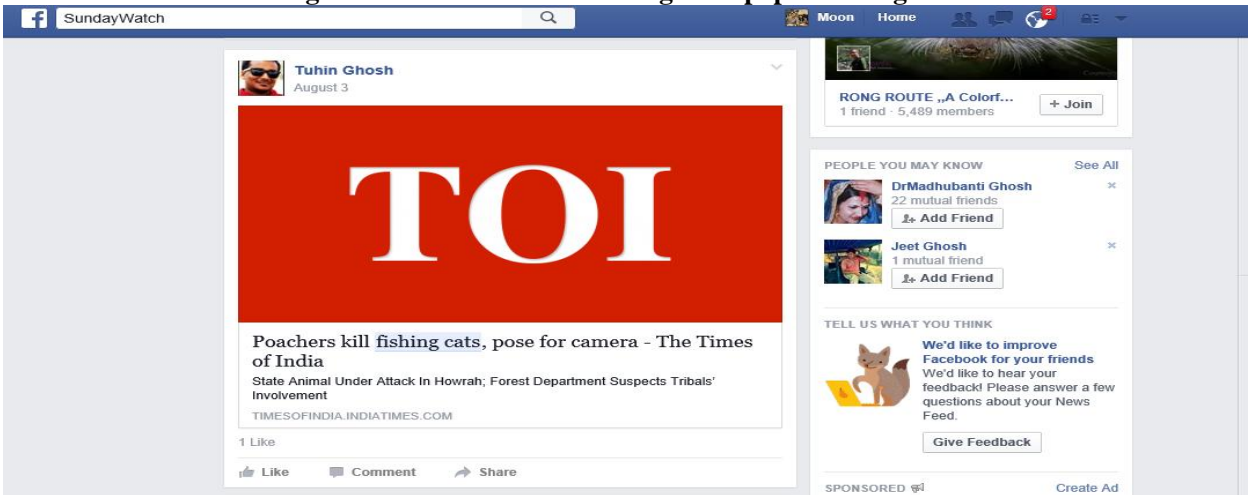 SundayWatch
Moon Home
2
Tuhin Ghosh
August 3
TOI
Poachers kill fishing cats, pose for camera - The Times
of India
State Animal Under Attack In Howrah; Forest Department Suspects Tribals'
Involvement
TIMESOFINDIA.INDIATIMES.COM
1 Like
Like Comment Share
RONG ROUTE ,,A Colorf...
1 friend · 5,489 members
+ Join
PEOPLE YOU MAY KNOW See All
DrMadhubanti Ghosh
22 mutual friends
Add Friend
Jeet Ghosh
1 mutual friend
Add Friend
TELL US WHAT YOU THINK
We'd like to improve
Facebook for your friends
We'd like to hear your
feedback! Please answer a few
questions about your News
Feed.
Give Feedback
SPONSORED Create Ad